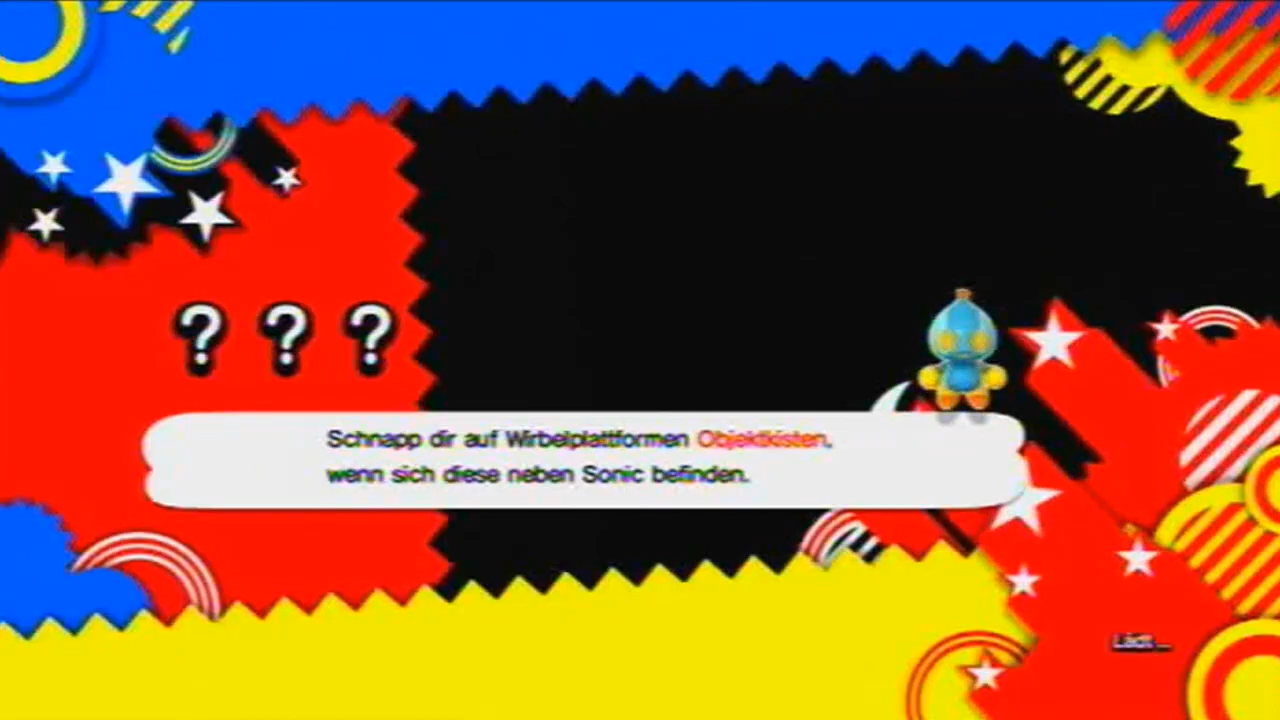 ? ? ?
Schnapp dir auf Wirbelplattformen Objektkisten,
wenn sich diese neben Sonic befinden.
Lädt...